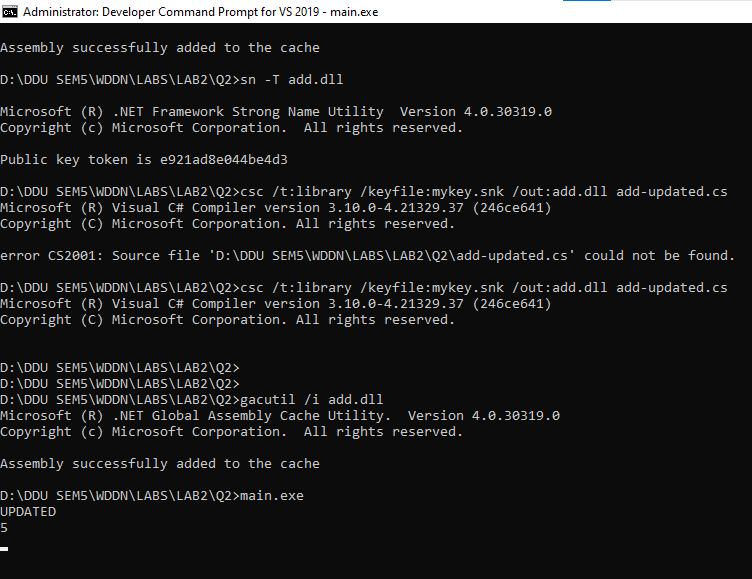 Administrator: Developer Command Prompt for VS 2019 - main.exe
Assembly successfully added to the cache
D:\DDU SEM5\WDDN\LABS\LAB2\Q2>sn -T add.dll
Microsoft (R) .NET Framework Strong Name Utility  Version 4.0.30319.0
Copyright (c) Microsoft Corporation.  All rights reserved.
Public key token is e921ad8e044be4d3
D:\DDU SEM5\WDDN\LABS\LAB2\Q2>csc /t:library /keyfile:mykey.snk /out:add.dll add-updated.cs
Microsoft (R) Visual C# Compiler version 3.10.0-4.21329.37 (246ce641)
Copyright (C) Microsoft Corporation. All rights reserved.
error CS2001: Source file 'D:\DDU SEM5\WDDN\LABS\LAB2\Q2\add-updated.cs' could not be found.
D:\DDU SEM5\WDDN\LABS\LAB2\Q2>csc /t:library /keyfile:mykey.snk /out:add.dll add-updated.cs
Microsoft (R) Visual C# Compiler version 3.10.0-4.21329.37 (246ce641)
Copyright (C) Microsoft Corporation. All rights reserved.
D:\DDU SEM5\WDDN\LABS\LAB2\Q2>
D:\DDU SEM5\WDDN\LABS\LAB2\Q2>
D:\DDU SEM5\WDDN\LABS\LAB2\Q2>gacutil /i add.dll
Microsoft (R) .NET Global Assembly Cache Utility.  Version 4.0.30319.0
Copyright (c) Microsoft Corporation.  All rights reserved.
Assembly successfully added to the cache
D:\DDU SEM5\WDDN\LABS\LAB2\Q2>main.exe
UPDATED
5